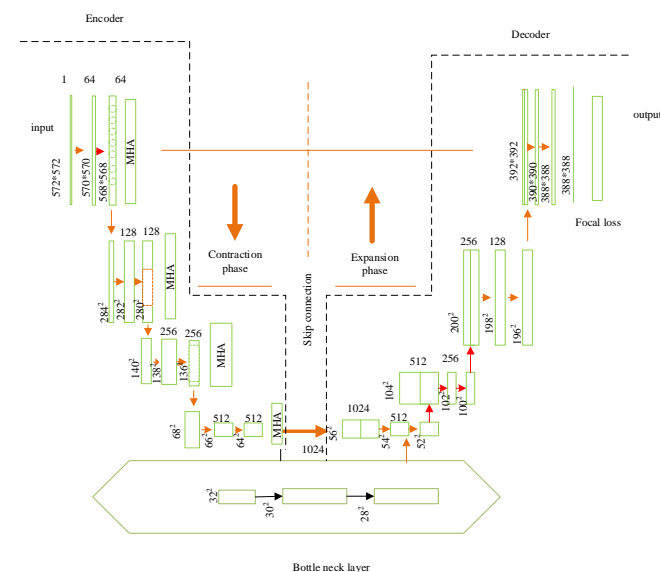 Encoder
Decoder
1 64 64
input
output
572*572
570*570
568*568
MHA
392*392
390*390
388*388
388*388
Focal loss
128 128
284²
282²
280²
MHA
Contraction
phase
Skip connection
Expansion
phase
256 128
200²
198²
196²
256 256
140²
138²
136²
MHA
512 256
104²
102²
100²
512 512
68²
66²
64²
MHA
1024 512
56²
54²
52²
1024
32²
30²
28²
Bottle neck layer